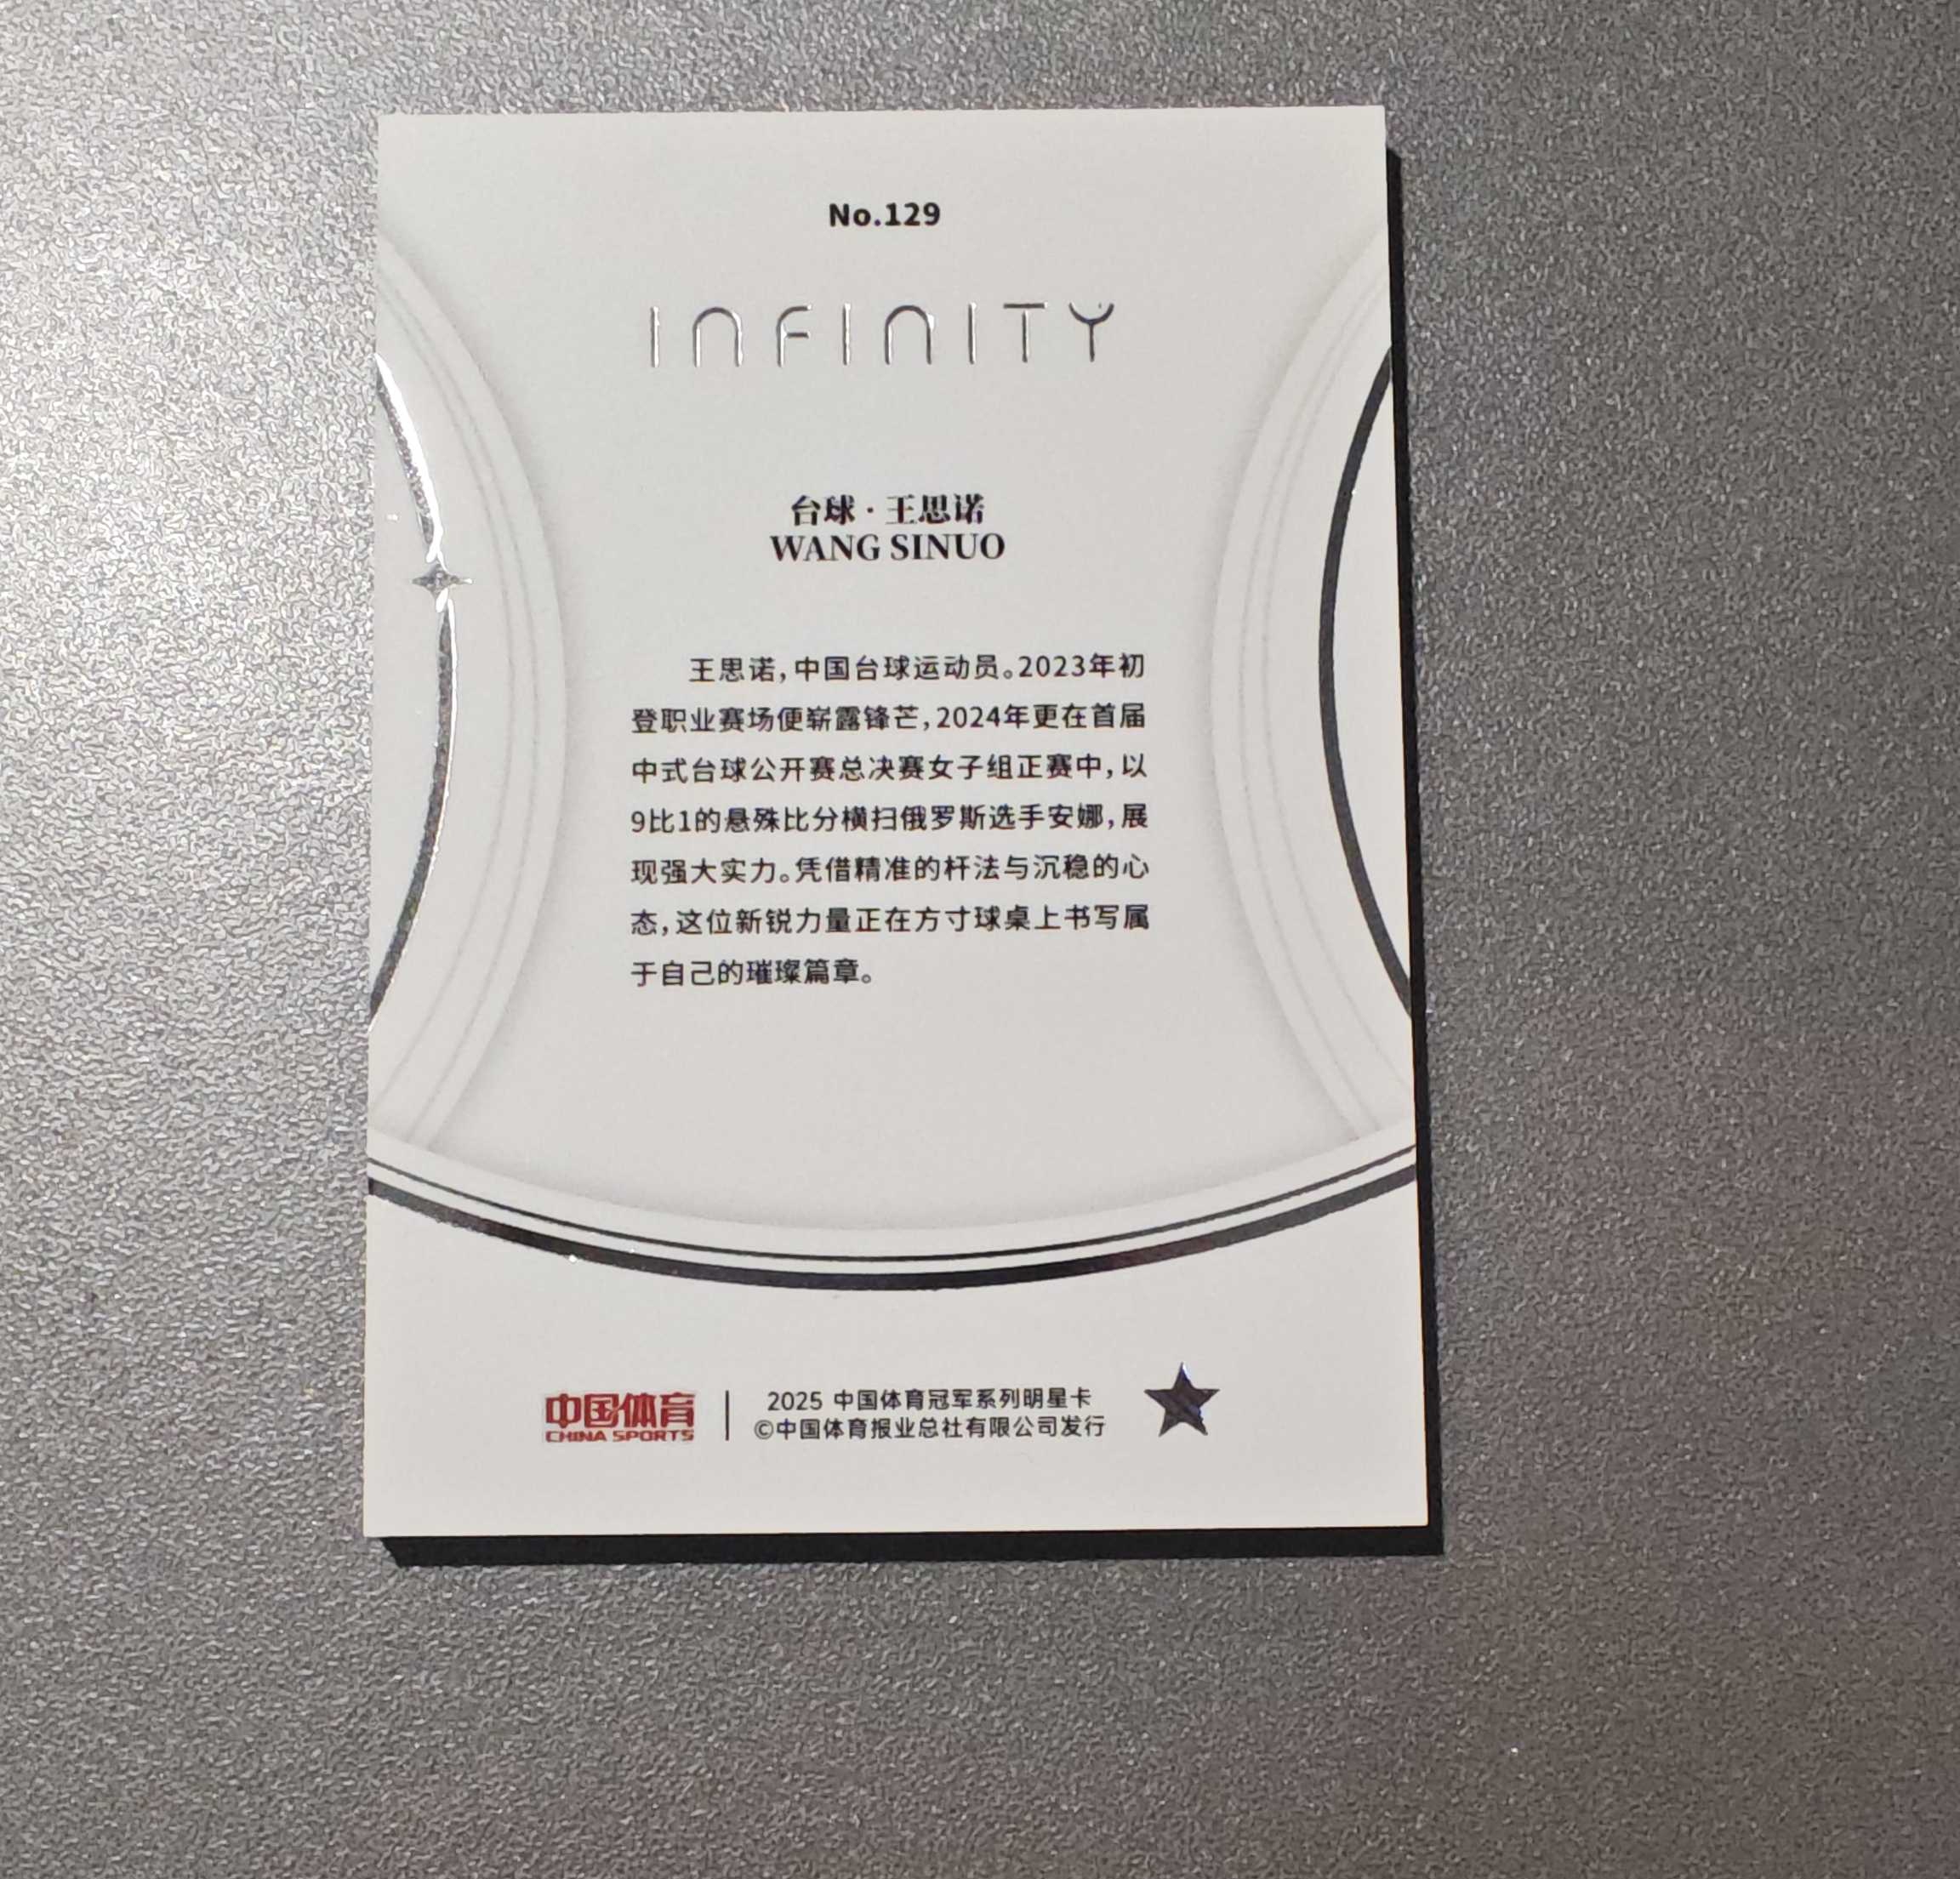 No.129
INFINITY
台球·王思诺
WANG SINUO
王思诺,中国台球运动员。2023年初
登职业赛场便崭露锋芒,2024年更在首届
中式台球公开赛总决赛女子组正赛中,以
9比1的悬殊比分横扫俄罗斯选手安娜,展
现强大实力。凭借精准的杆法与沉稳的心
态,这位新锐力量正在方寸球桌上书写属
于自己的璀璨篇章。
中国体育
CHINA SPORTS
2025 中国体育冠军系列明星卡
©中国体育报业总社有限公司发行